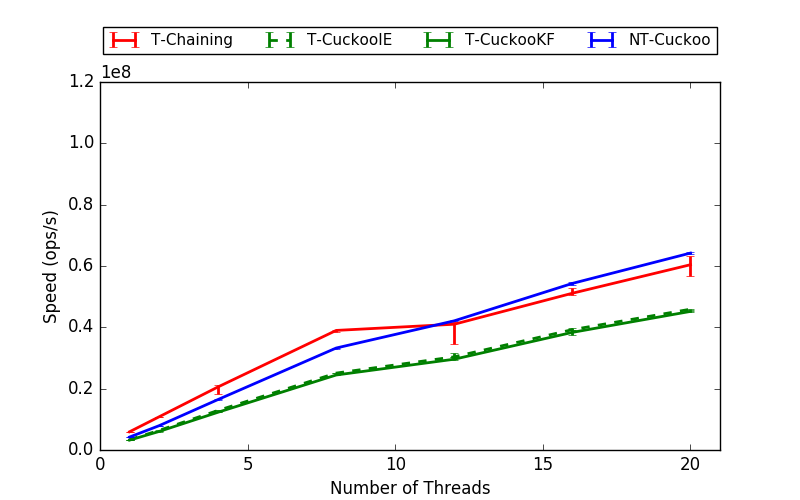 T-Chaining T-CuckooIE T-CuckooKF NT-Cuckoo
1e8
1.2
1.0
0.8
0.6
0.4
0.2
0.0
Speed (ops/s)
0 5 10 15 20
Number of Threads